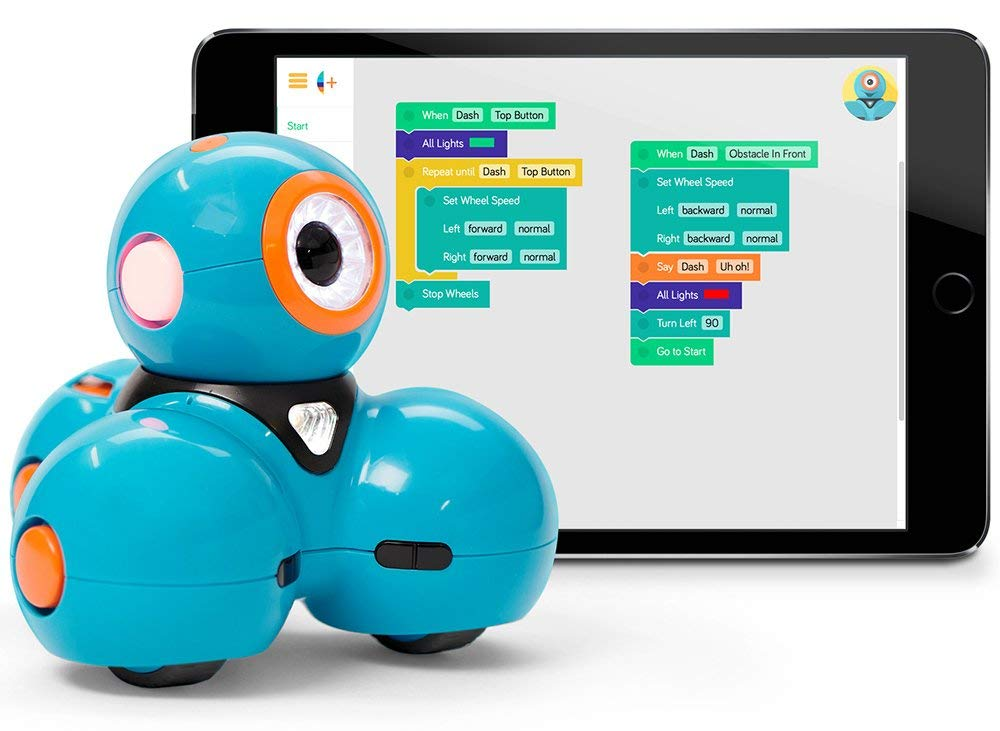 Start
When Dash Top Button
All Lights
Repeat until Dash Top Button
Set Wheel Speed
Left forward normal
Right forward normal
Stop Wheels
When Dash Obstacle In Front
Set Wheel Speed
Left backward normal
Right backward normal
Say Dash Uh oh!
All Lights
Turn Left 90
Go to Start